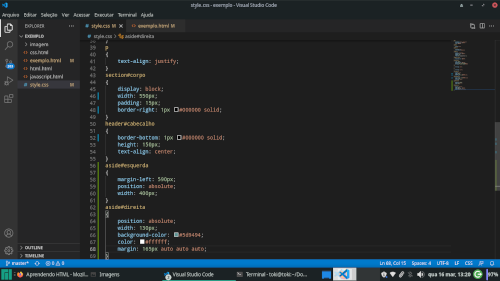 style.css - exemplo - Visual Studio Code
Arquivo Editar Seleção Ver Acessar Executar Terminal Ajuda
EXPLORER
EXEMPLO
imagem
css.html
exemplo.html M
html.html
javascript.html
style.css M
OUTLINE
TIMELINE
style.css M
exemplo.html M
style.css > aside#direita
39 p
40 {
41 text-align: justify;
42 }
43 section#corpo
44 {
45 display: block;
46 width: 550px;
47 padding: 15px;
48 border-right: 1px #000000 solid;
49 }
50 header#cabecalho
51 {
52 border-bottom: 1px #000000 solid;
53 height: 150px;
54 text-align: center;
55 }
56 aside#esquerda
57 {
58 margin-left: 590px;
59 position: absolute;
60 width: 400px;
61 }
62 aside#direita
63 {
64 position: absolute;
65 width: 130px;
66 background-color:
67 color: #ffffff;
68 margin: 165px auto auto auto;
69 }
master*
0 0
Ln 68, Col 15 Spaces: 4 UTF-8 LF CSS
Aprendendo HTML - Mozil...
Imagens
Visual Studio Code
Terminal - toki@toki: ~/Do...
qua 16 mar, 13:20
97%